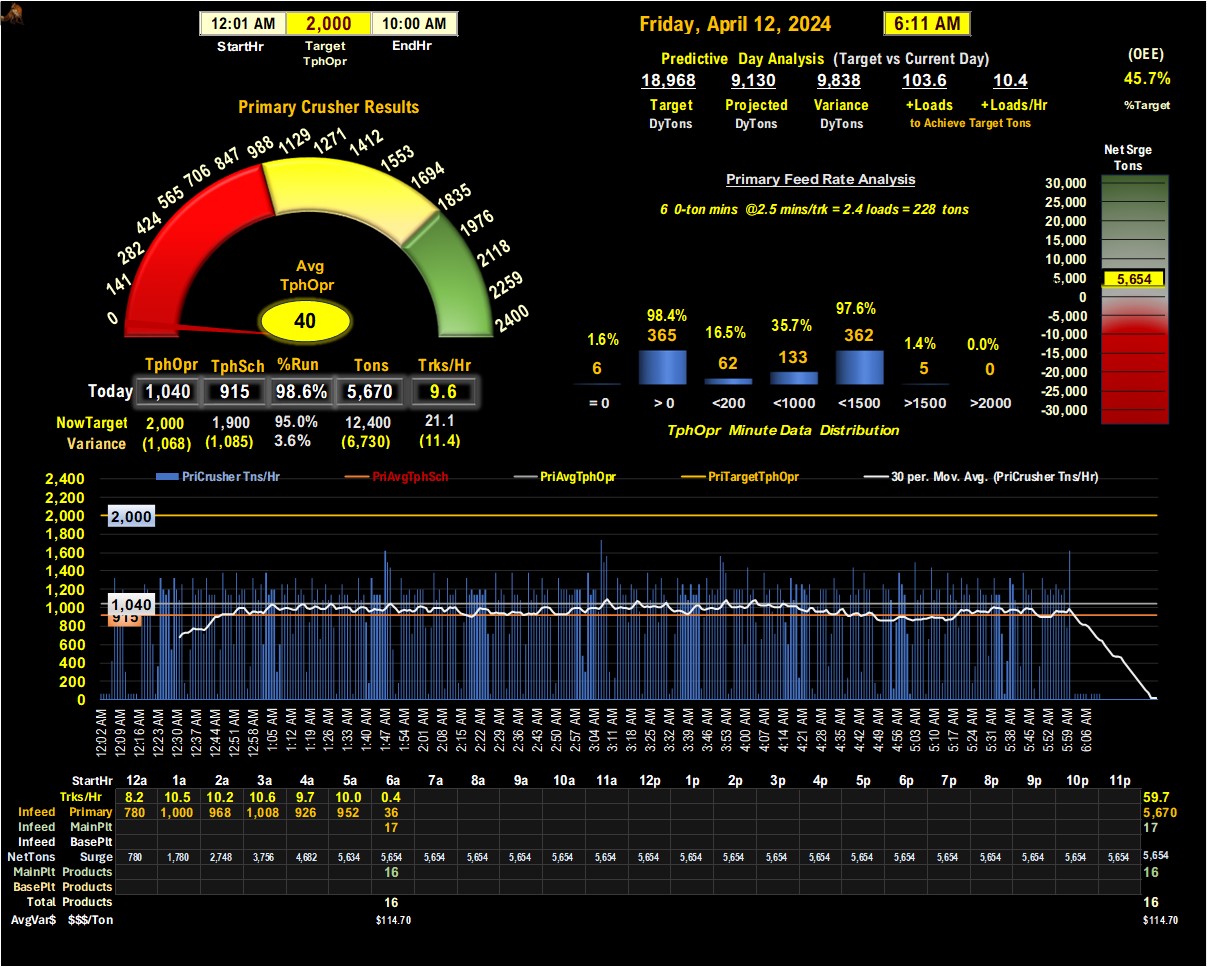 12:01 AM 2,000 10:00 AM
StartHr Target EndHr
TphOpr
Friday, April 12, 2024 6:11 AM
Predictive Day Analysis (Target vs Current Day)
18,968 9,130 9,838 103.6 10.4
Target Projected Variance +Loads +Loads/Hr
DyTons DyTons DyTons to Achieve Target Tons
(OEE)
45.7%
%Target
Primary Crusher Results
0 141 282 424 565 706 847 988 1129 1271 1412 1553 1694 1835 1976 2118 2259 2400
Avg
TphOpr
40
TphOpr TphSch %Run Tons Trks/Hr
Today 1,040 915 98.6% 5,670 9.6
NowTarget 2,000 1,900 95.0% 12,400 21.1
Variance (1,068) (1,085) 3.6% (6,730) (11.4)
Primary Feed Rate Analysis
6 0-ton mins @2.5 mins/trk = 2.4 loads = 228 tons
1.6% 98.4% 16.5% 35.7% 97.6% 1.4% 0.0%
6 365 62 133 362 5 0
= 0 > 0 <200 <1000 <1500 >1500 >2000
TphOpr Minute Data Distribution
Net Srge
Tons
30,000
25,000
20,000
15,000
10,000
5,000
0
-5,000
-10,000
-15,000
-20,000
-25,000
-30,000
5,654
PriCrusher Tns/Hr PriAvgTphSch PriAvgTphOpr PriTargetTphOpr 30 per. Mov. Avg. (PriCrusher Tns/Hr)
2,400
2,200
2,000
1,800
1,600
1,400
1,200
1,000
800
600
400
200
0
2,000
1,040
915
12:02 AM 12:09 AM 12:16 AM 12:23 AM 12:30 AM 12:37 AM 12:44 AM 12:51 AM 12:58 AM 1:05 AM 1:12 AM 1:19 AM 1:26 AM 1:33 AM 1:40 AM 1:47 AM 1:54 AM 2:01 AM 2:08 AM 2:15 AM 2:22 AM 2:29 AM 2:36 AM 2:43 AM 2:50 AM 2:57 AM 3:04 AM 3:11 AM 3:18 AM 3:25 AM 3:32 AM 3:39 AM 3:46 AM 3:53 AM 4:00 AM 4:07 AM 4:14 AM 4:21 AM 4:28 AM 4:35 AM 4:42 AM 4:49 AM 4:56 AM 5:03 AM 5:10 AM 5:17 AM 5:24 AM 5:31 AM 5:38 AM 5:45 AM 5:52 AM 5:59 AM 6:06 AM
StartHr 12a 1a 2a 3a 4a 5a 6a 7a 8a 9a 10a 11a 12p 1p 2p 3p 4p 5p 6p 7p 8p 9p 10p 11p
Trks/Hr 8.2 10.5 10.2 10.6 9.7 10.0 0.4 59.7
Infeed Primary 780 1,000 968 1,008 926 952 36 5,670
Infeed MainPlt 17 17
Infeed BasePlt
NetTons Surge 780 1,780 2,748 3,756 4,682 5,634 5,654 5,654 5,654 5,654 5,654 5,654 5,654 5,654 5,654 5,654 5,654 5,654 5,654 5,654 5,654 5,654 5,654 5,654 5,654
MainPlt Products 16 16
BasePlt Products
Total Products 16 16
AvgVar$ $$$/Ton $114.70 $114.70